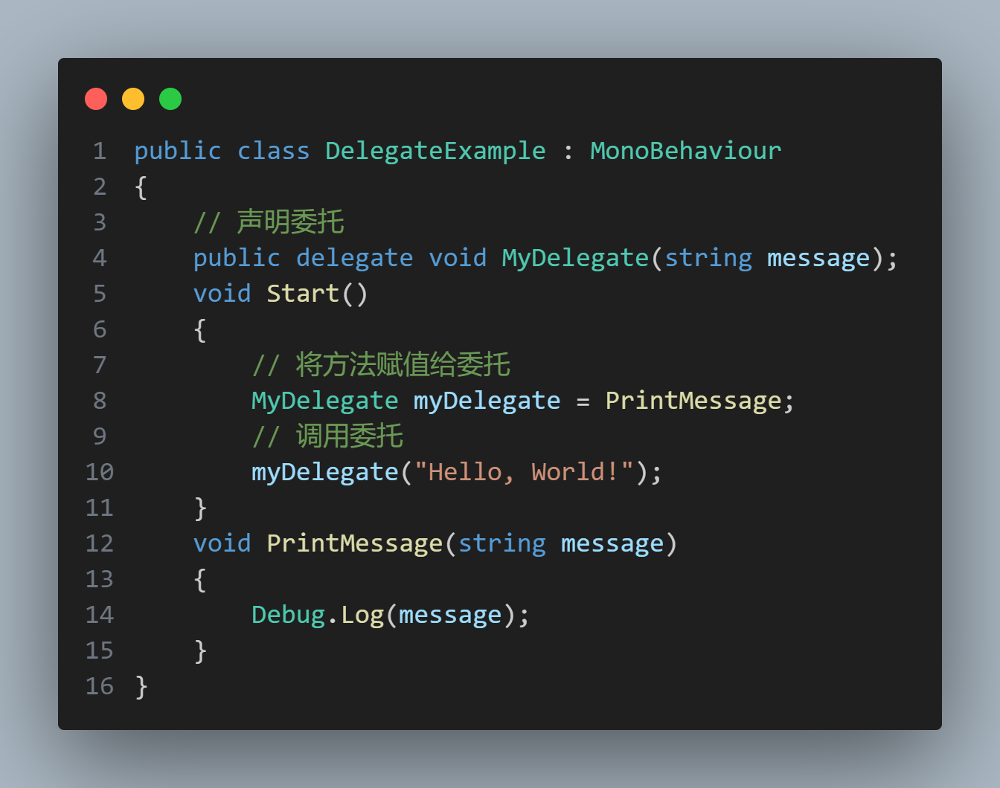 1 public class DelegateExample : MonoBehaviour
2 {
3     // 声明委托
4     public delegate void MyDelegate(string message);
5     void Start()
6     {
7         // 将方法赋值给委托
8         MyDelegate myDelegate = PrintMessage;
9         // 调用委托
10         myDelegate("Hello, World!");
11     }
12     void PrintMessage(string message)
13     {
14         Debug.Log(message);
15     }
16 }